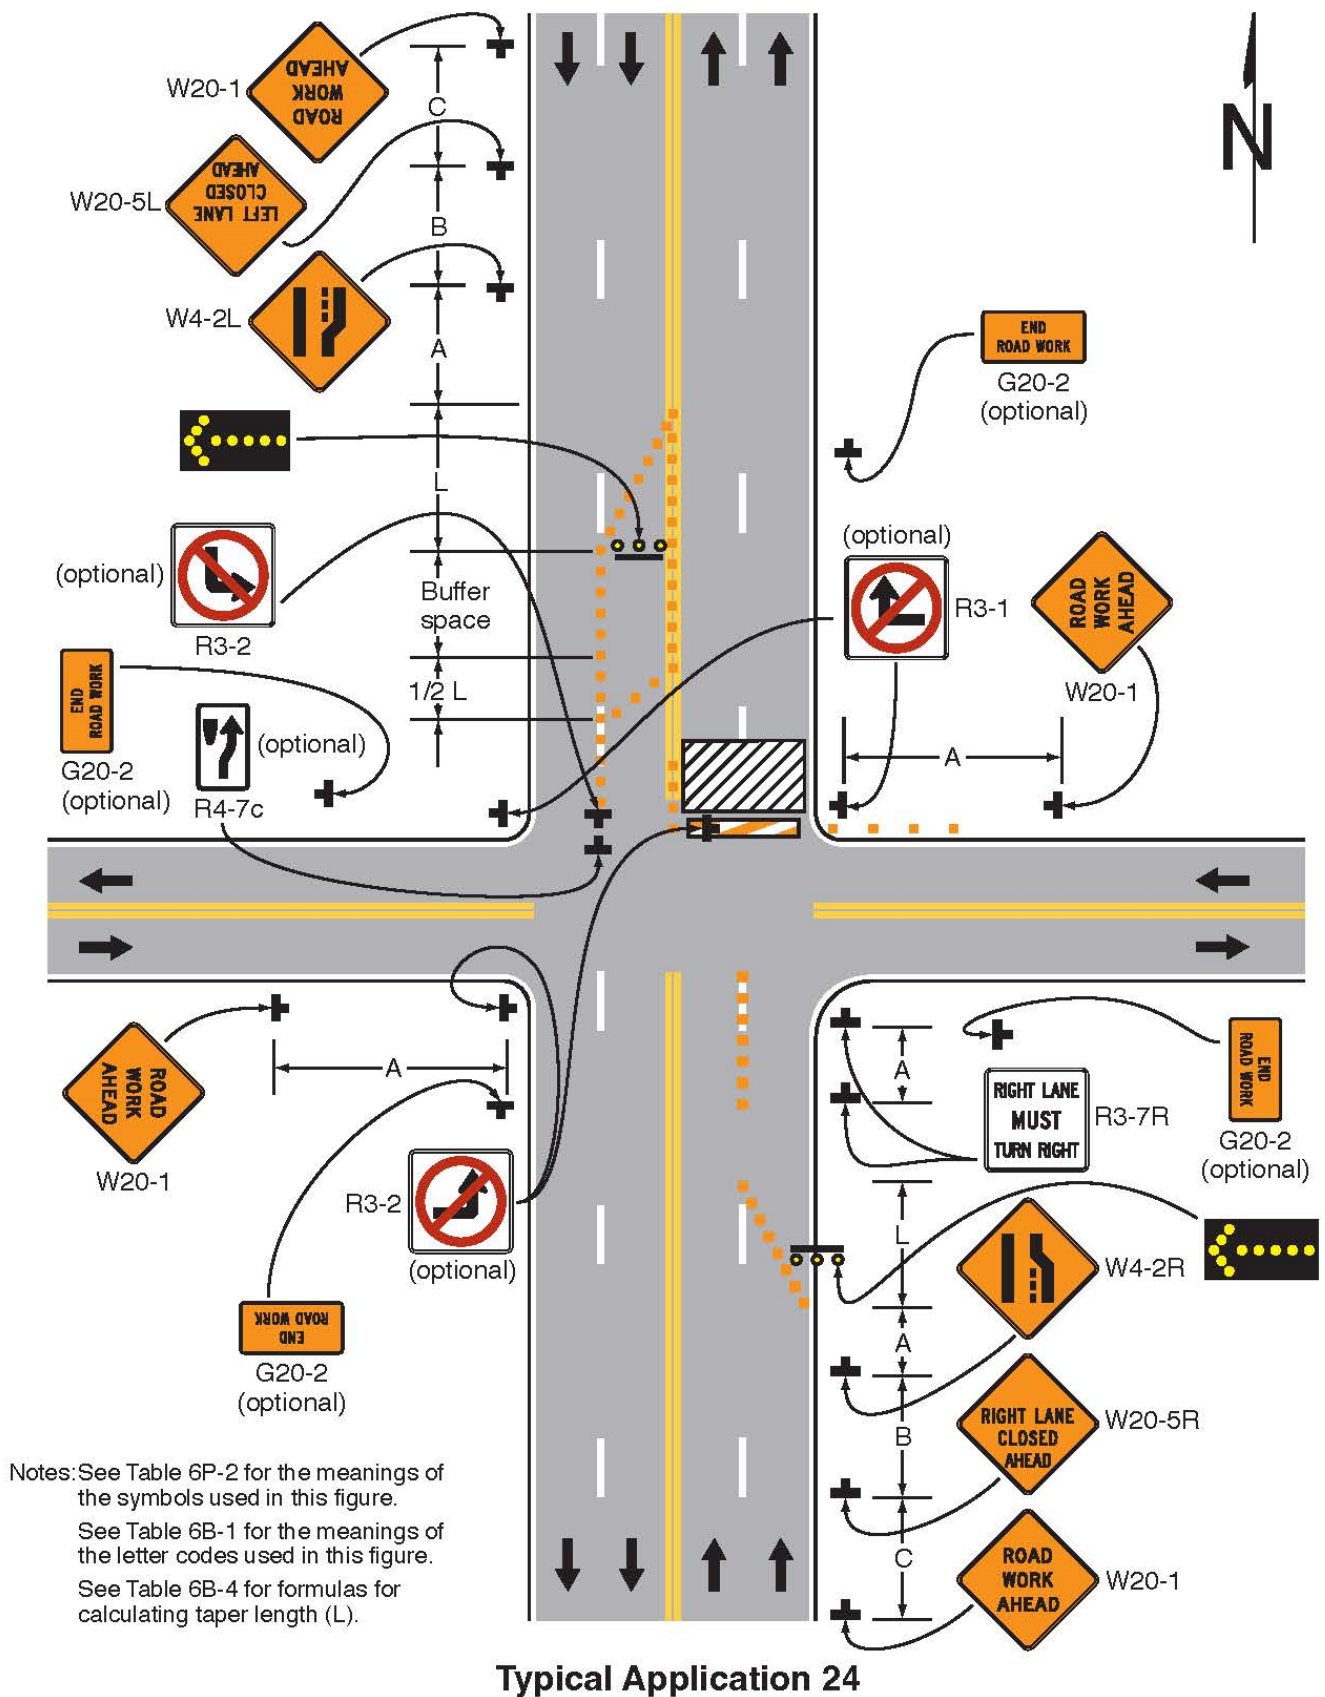 ROAD
WORK
AHEAD
W20-1
C
LEFT LANE
CLOSED
AHEAD
W20-5L
B
W4-2L
A
N
END
ROAD WORK
G20-2
(optional)
L
(optional)
R3-2
Buffer
space
1/2 L
(optional)
R3-1
ROAD
WORK
AHEAD
W20-1
A
END
ROAD WORK
G20-2
(optional)
(optional)
R4-7c
ROAD
WORK
AHEAD
W20-1
A
R3-2
(optional)
END
ROAD WORK
G20-2
(optional)
A
RIGHT LANE
MUST
TURN RIGHT
R3-7R
END
ROAD WORK
G20-2
(optional)
L
W4-2R
A
RIGHT LANE
CLOSED
AHEAD
W20-5R
B
C
ROAD
WORK
AHEAD
W20-1
Notes: See Table 6P-2 for the meanings of
the symbols used in this figure.
See Table 6B-1 for the meanings of
the letter codes used in this figure.
See Table 6B-4 for formulas for
calculating taper length (L).
Typical Application 24